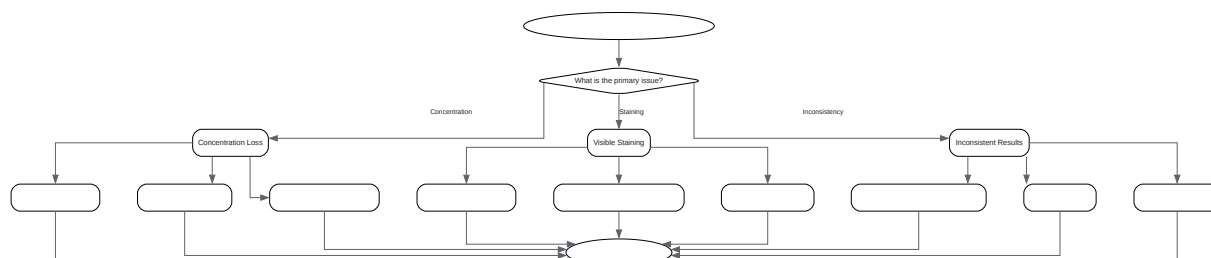 What is the primary issue?
Concentration
Staining
Inconsistency
Concentration Loss
Visible Staining
Inconsistent Results